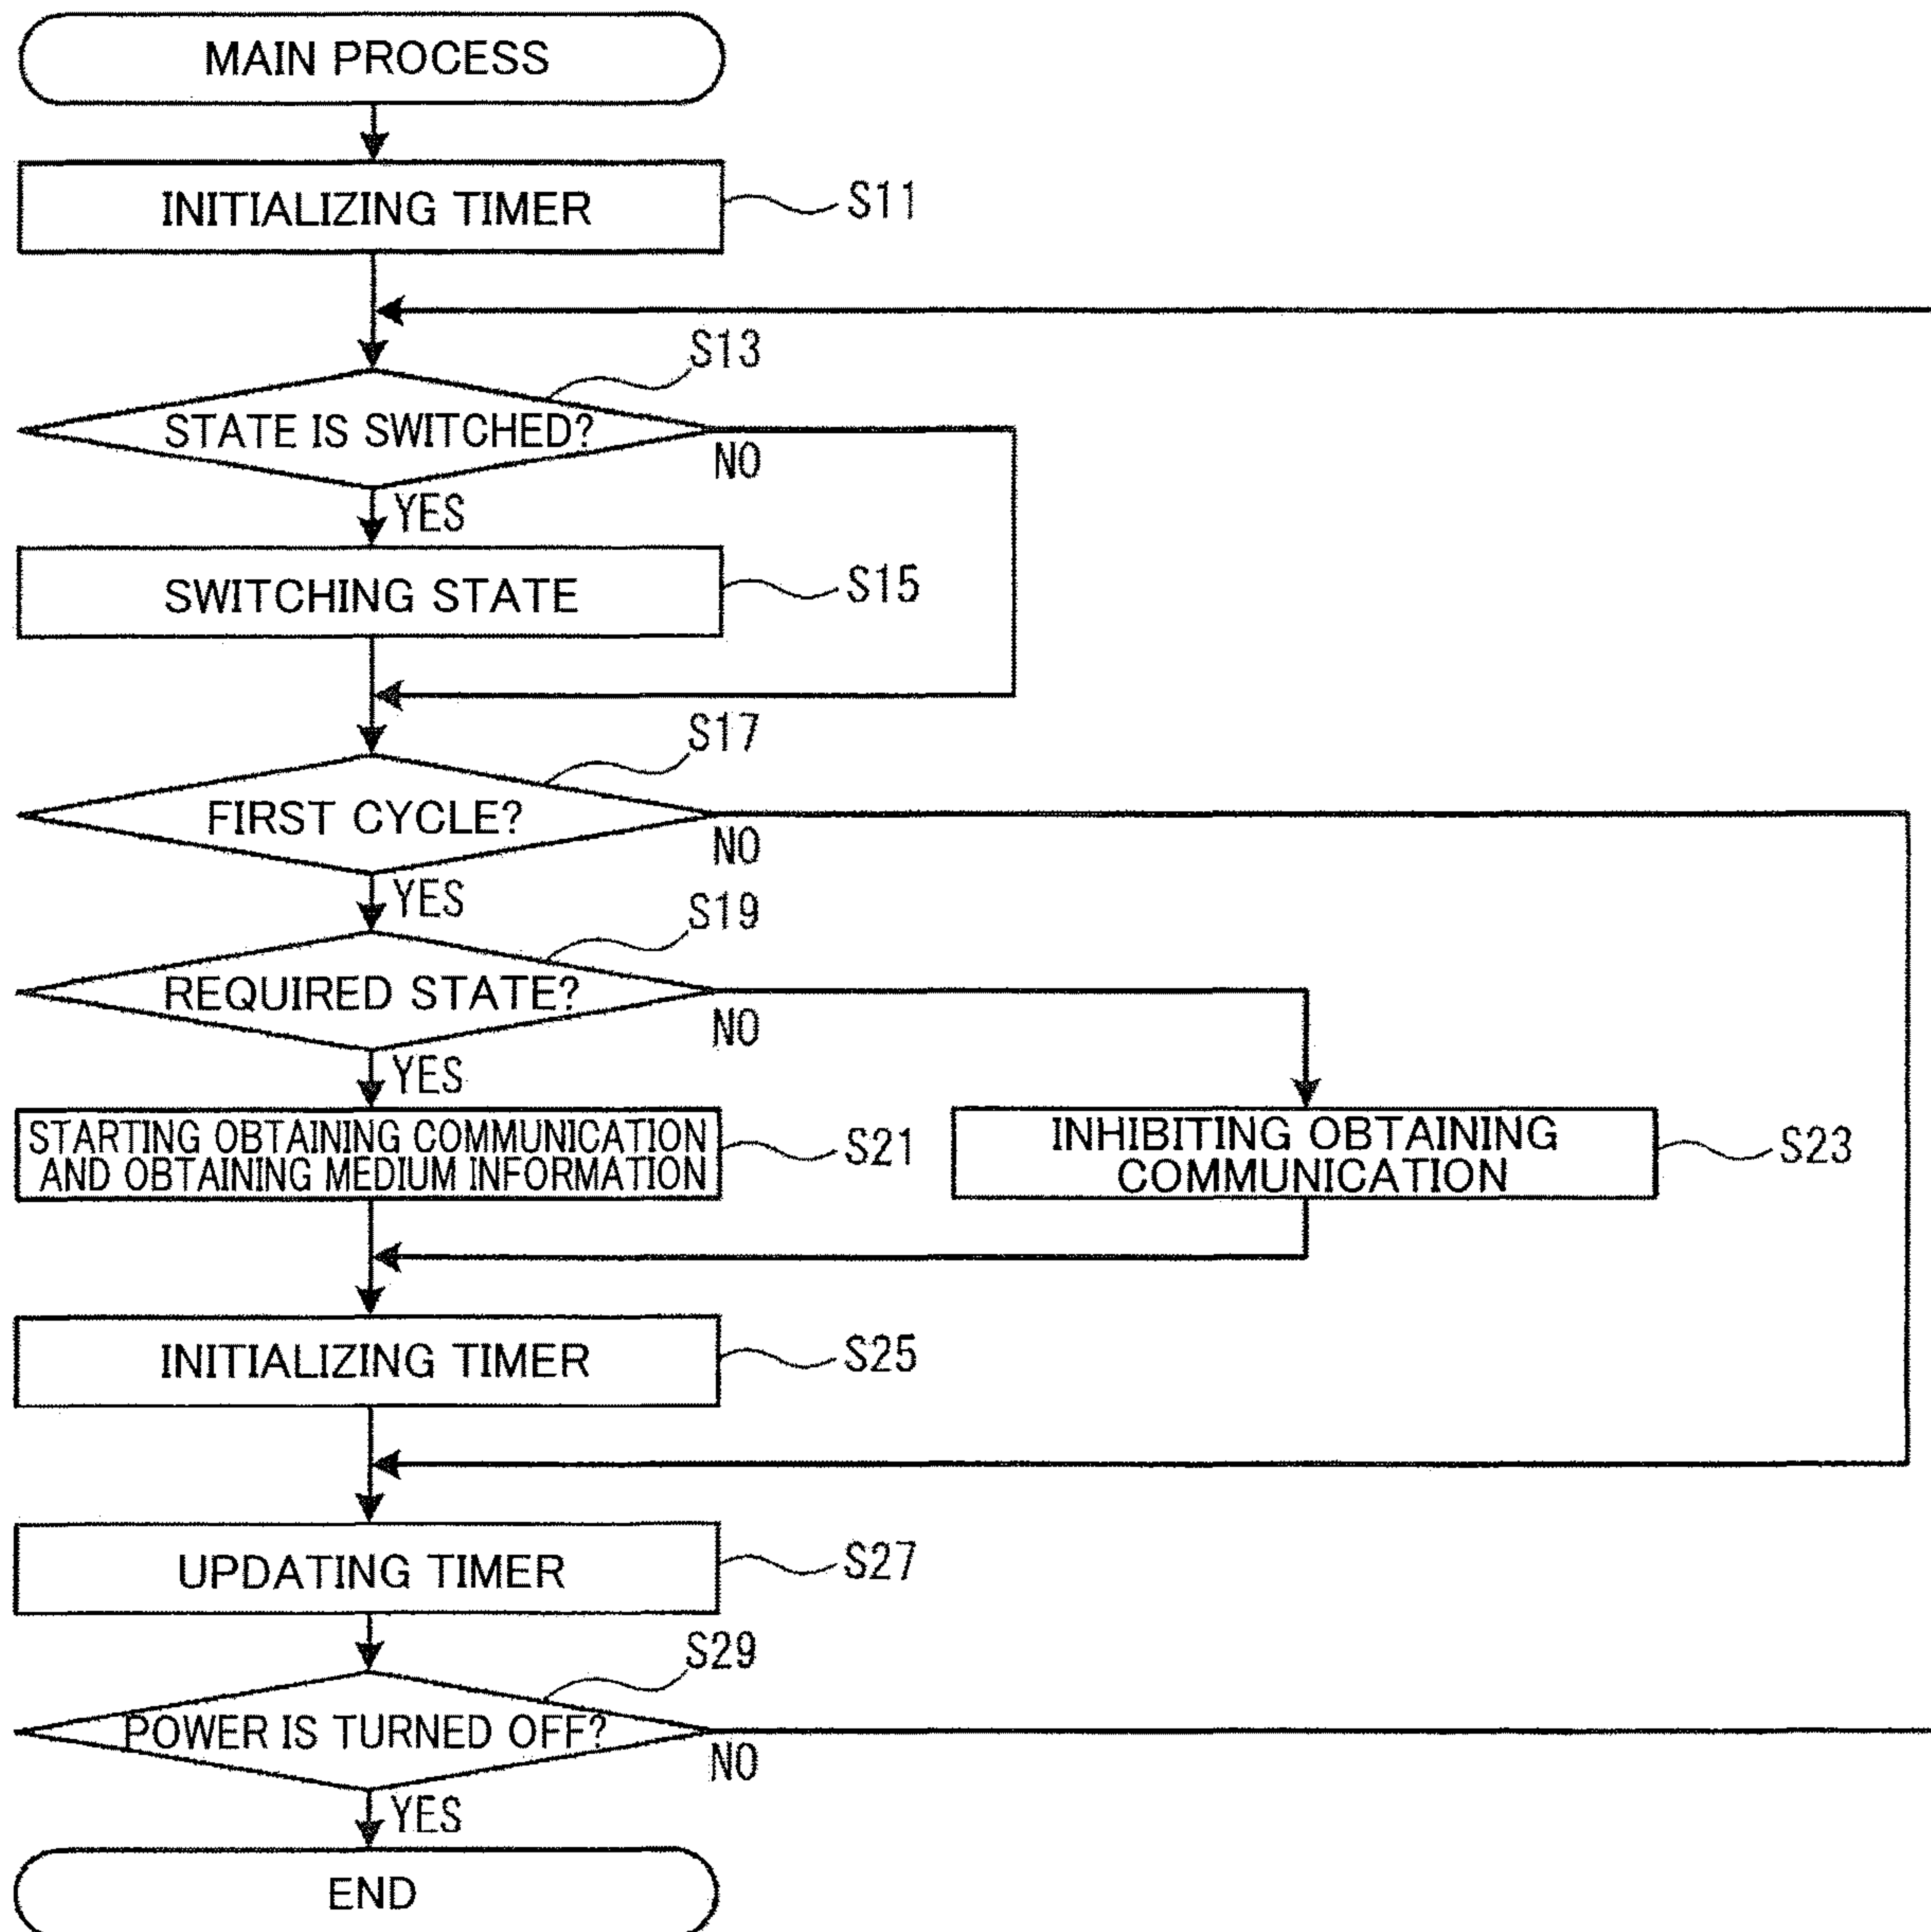 MAIN PROCESS
INITIALIZING TIMER
S11
S13
STATE IS SWITCHED?
NO
YES
SWITCHING STATE
S15
S17
FIRST CYCLE?
NO
YES
S19
REQUIRED STATE?
NO
YES
STARTING OBTAINING COMMUNICATION
AND OBTAINING MEDIUM INFORMATION
S21
INHIBITING OBTAINING
COMMUNICATION
S23
INITIALIZING TIMER
S25
UPDATING TIMER
S27
S29
POWER IS TURNED OFF?
NO
YES
END